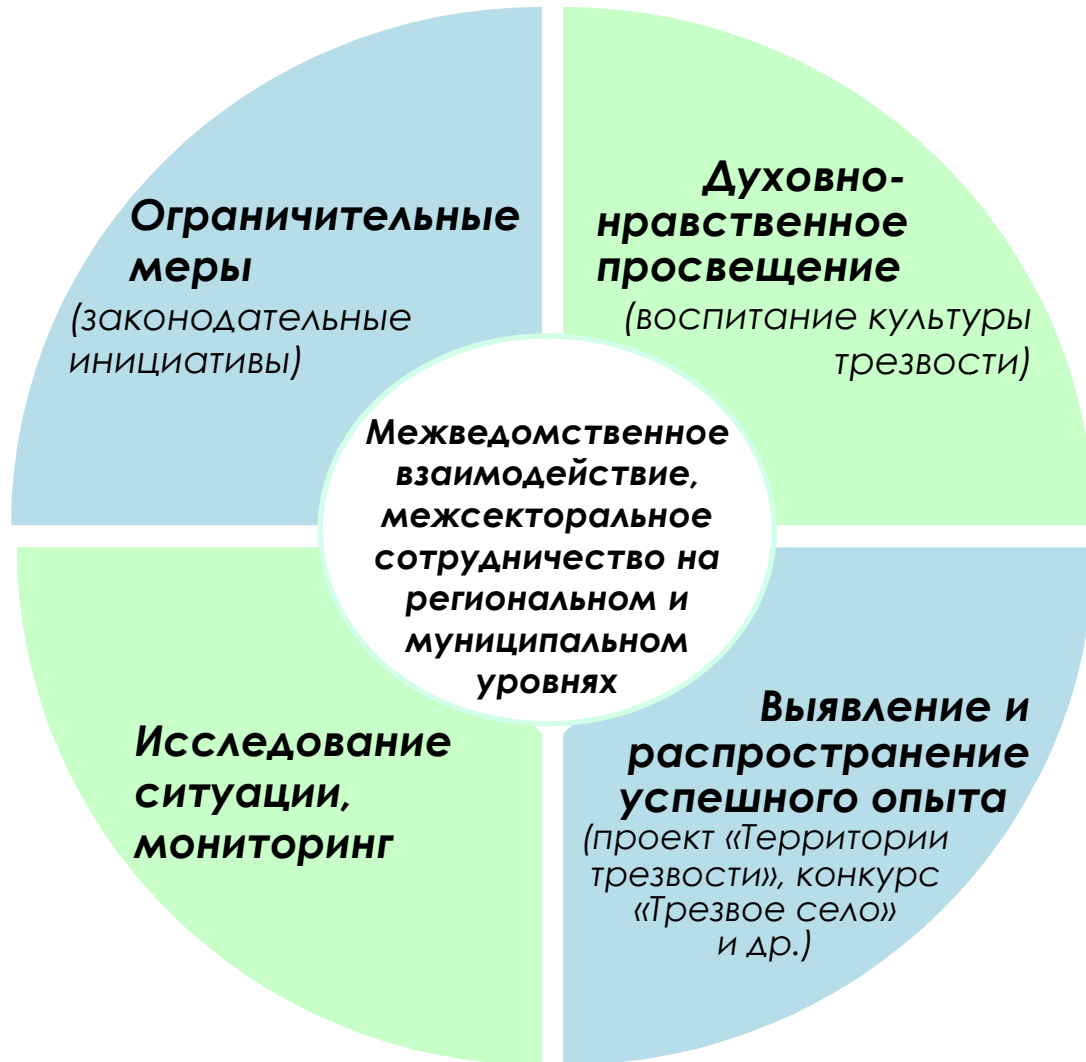 Ограничительные
меры
(законодательные
инициативы)
Духовно-
нравственное
просвещение
(воспитание культуры
трезвости)
Межведомственное
взаимодействие,
межсекторальное
сотрудничество на
региональном и
муниципальном
уровнях
Исследование
ситуации,
мониторинг
Выявление и
распространение
успешного опыта
(проект «Территории
трезвости», конкурс
«Трезвое село»
и др.)